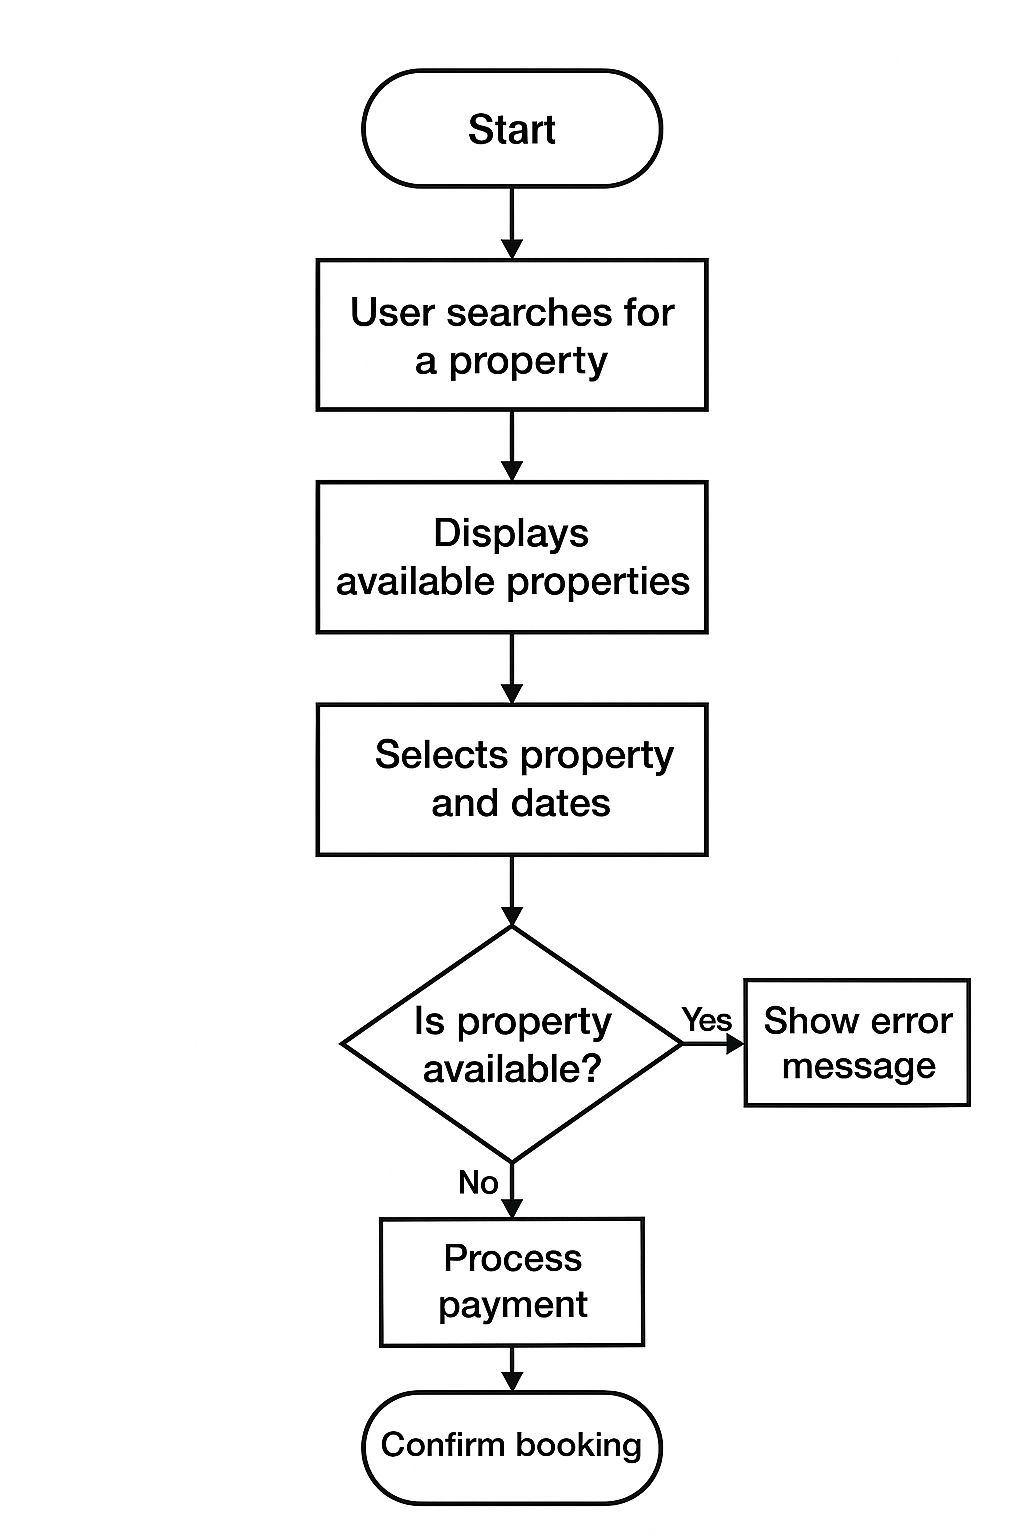 Start
User searches for
a property
Displays
available properties
Selects property
and dates
Is property
available?
Yes
Show error
message
No
Process
payment
Confirm booking